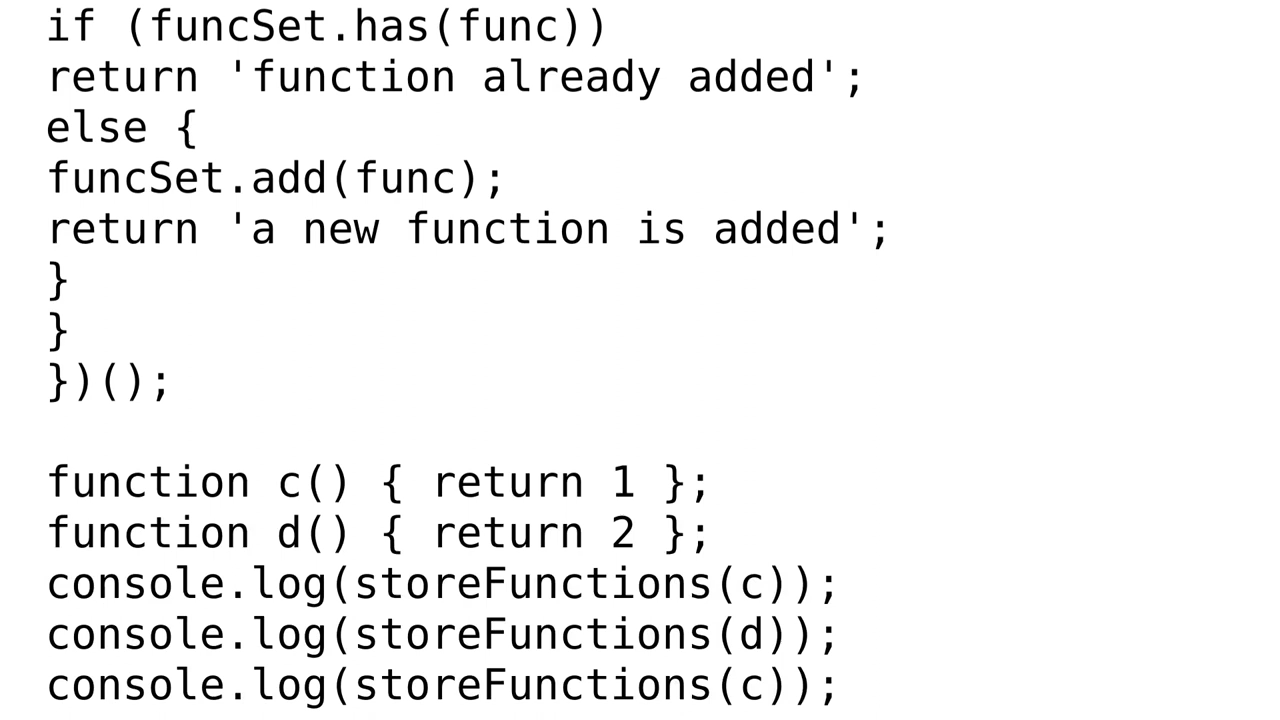 if (funcSet.has(func))
return 'function already added';
else {
funcSet.add(func);
return 'a new function is added';
}
}
})();

function c() { return 1 };
function d() { return 2 };
console.log(storeFunctions(c));
console.log(storeFunctions(d));
console.log(storeFunctions(c));